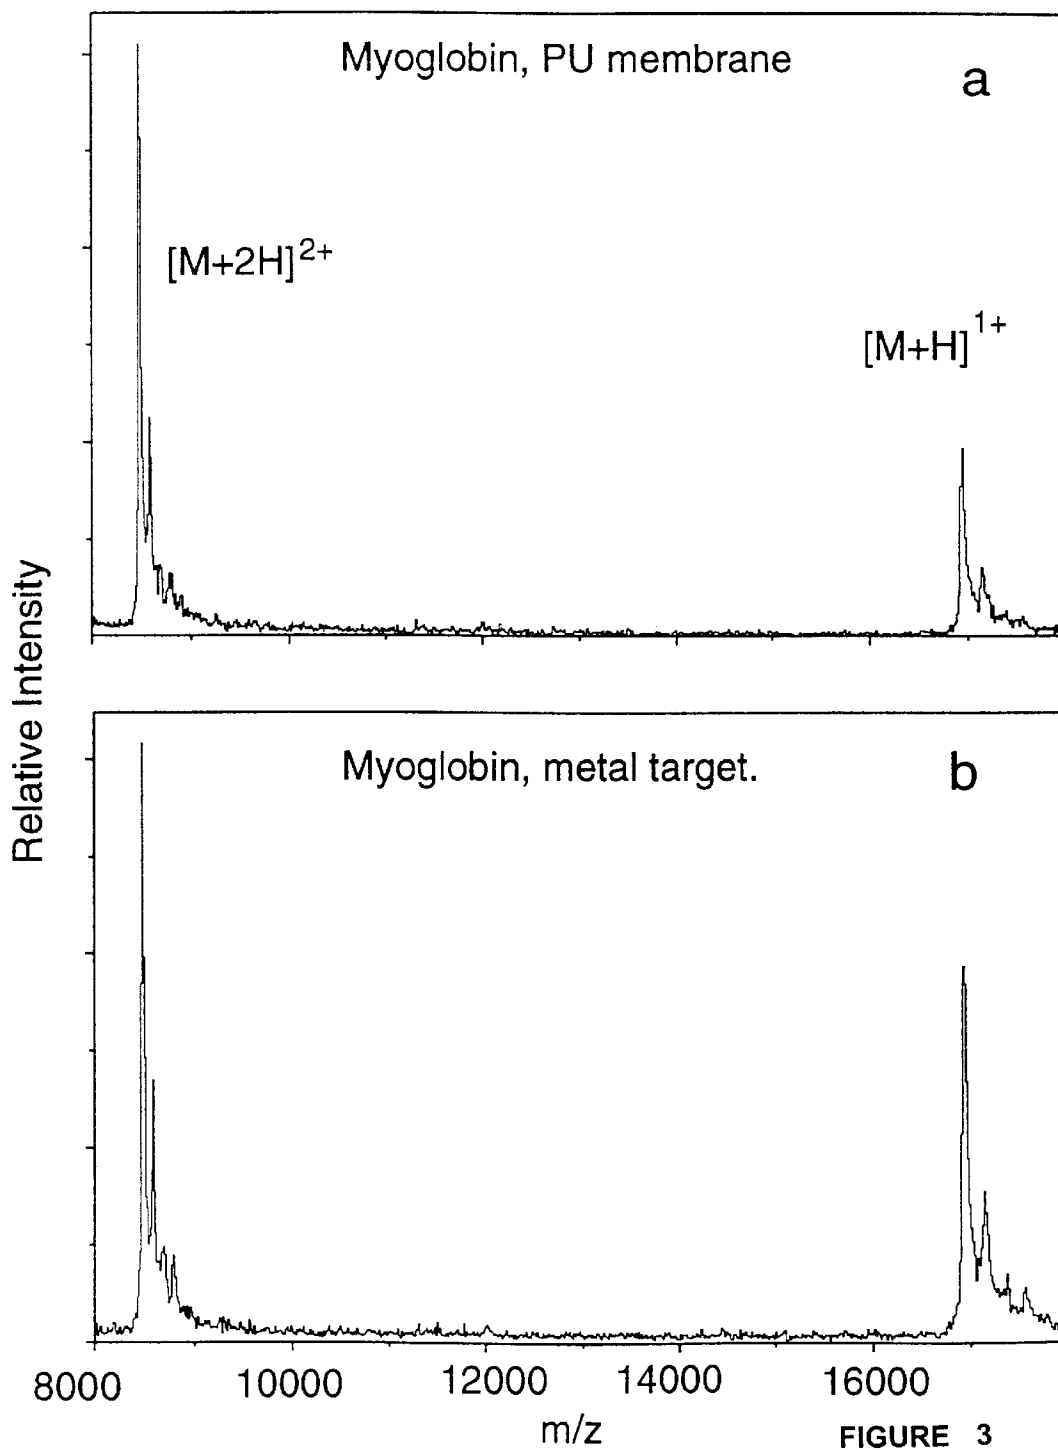 Myoglobin, PU membrane
a
[M+2H]2+
[M+H]1+
Relative Intensity
Myoglobin, metal target.
b
8000 10000 12000 14000 16000
m/z
FIGURE 3